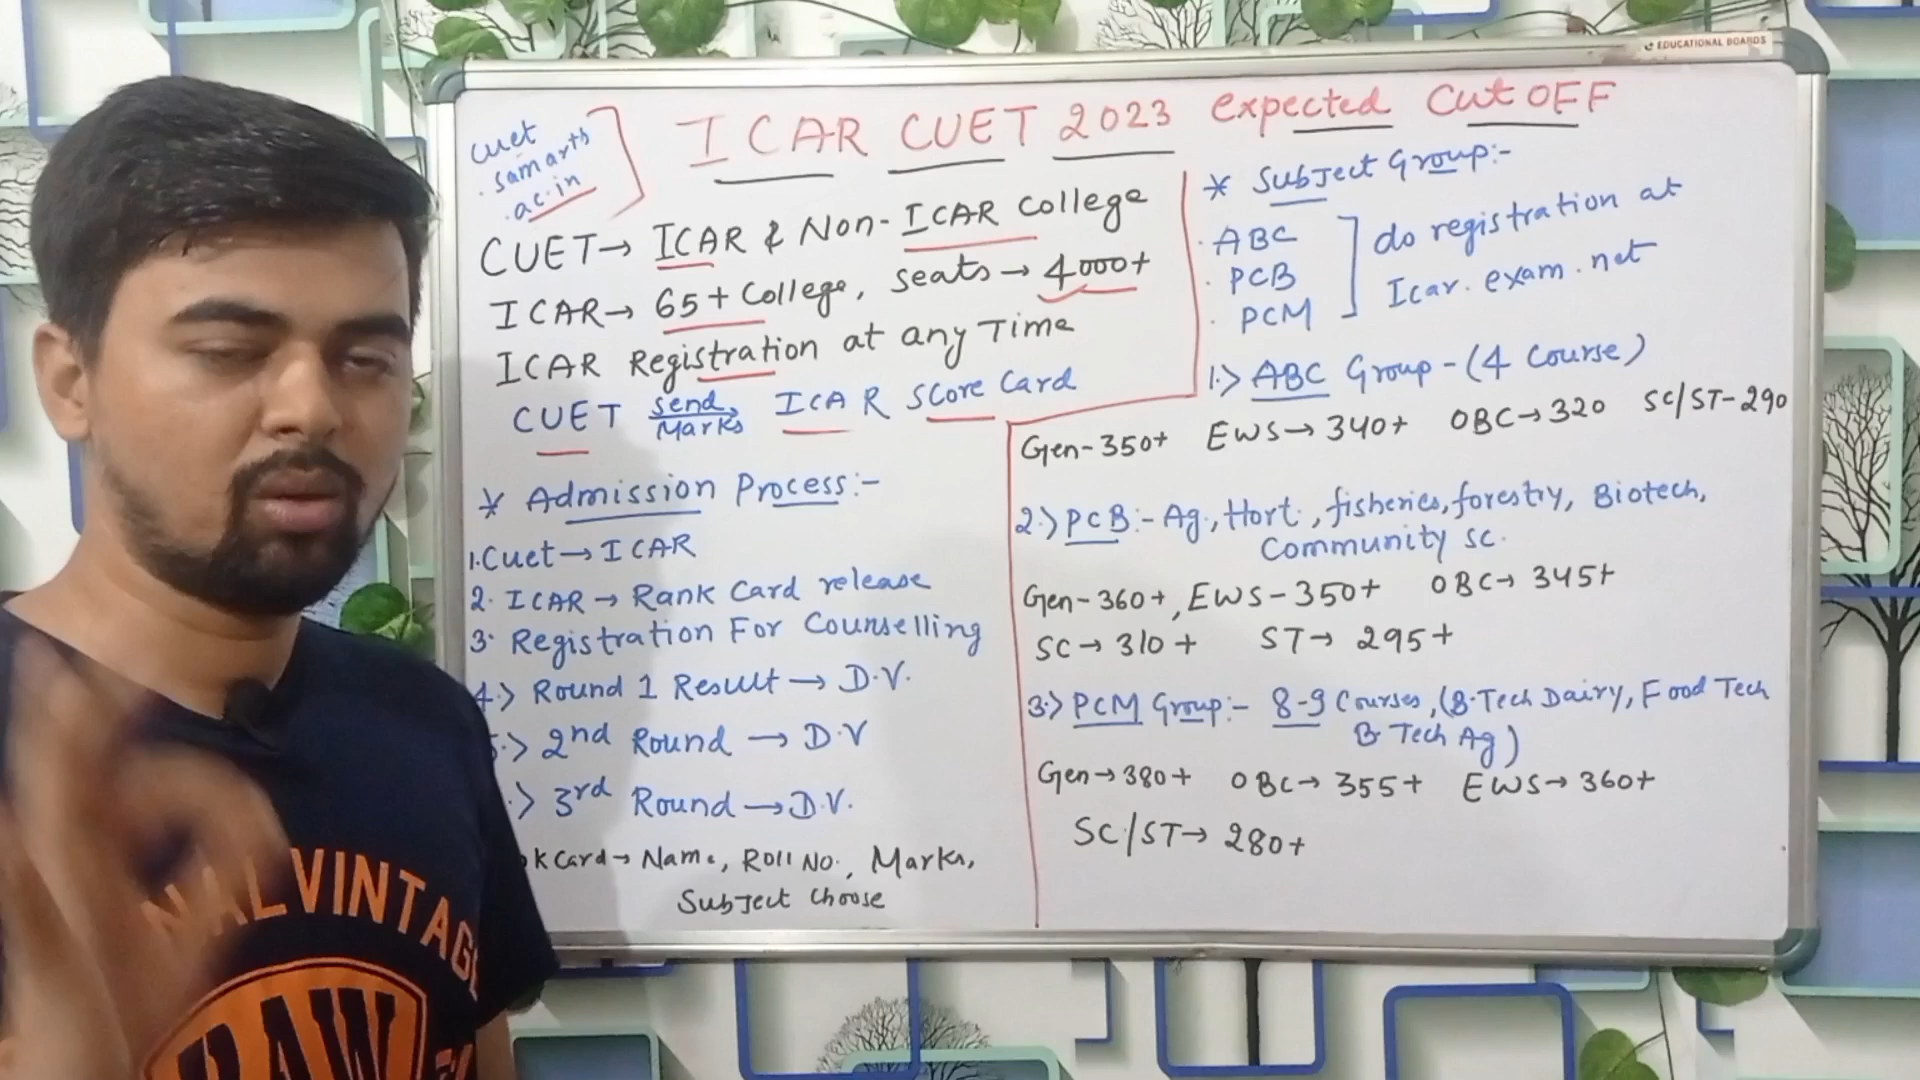 EDUCATIONAL BOARDS
cuet
.samarth
.ac.in
ICAR CUET 2023 expected CutOFF
CUET→ ICAR & Non-ICAR College
ICAR→ 65+ College, seats→ 4000+
ICAR Registration at any Time
CUET send Marks ICAR Score Card
* Admission Process:-
1.Cuet→ICAR
2. ICAR→ Rank Card release
3. Registration For Counselling
4.> Round 1 Result→ D.V.
.> 2nd Round → D.V
.> 3rd Round→D.V.
k Card→ Name, Roll No., Marks,
Subject Choose
* Subject Group:-
. ABC
. PCB
. PCM
do registration at
Icar.exam.net
1.> ABC Group-(4 Course)
Gen-350+ EWS→340+ OBC→320 SC/ST-290
2.> PCB:- Ag., Hort., fisheries, forestry, Biotech,
Community sc.
Gen-360+, EWS-350+ OBC→ 345+
SC→310+ ST→ 295+
3.> PCM Group:- 8-9 Courses, (B.Tech Dairy, Food Tech
B.Tech Ag)
Gen→380+ OBC→ 355+ EWS→360+
SC/ST→ 280+
NALVINTAGE
RAW